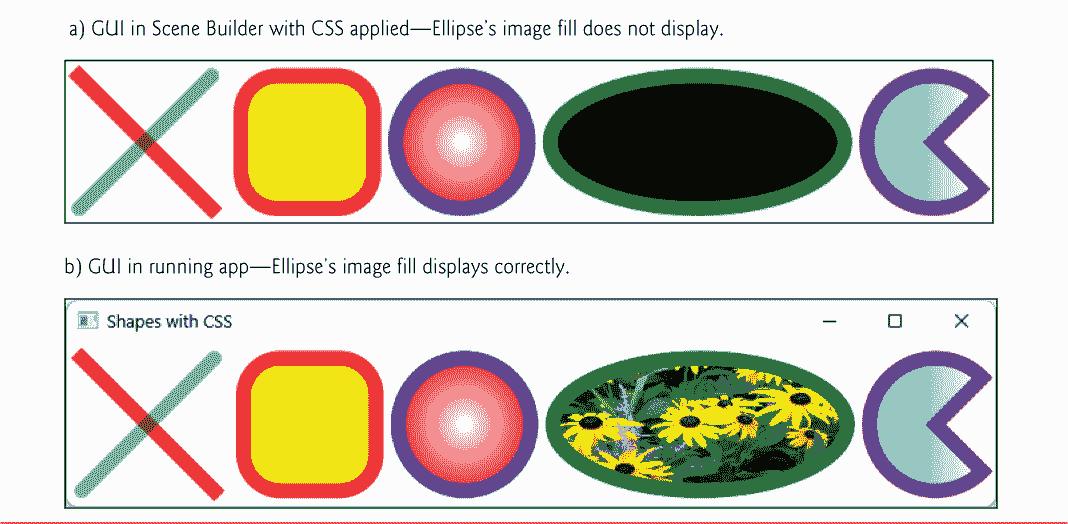 a) GUI in Scene Builder with CSS applied—Ellipse's image fill does not display.
b) GUI in running app—Ellipse's image fill displays correctly.
Shapes with CSS